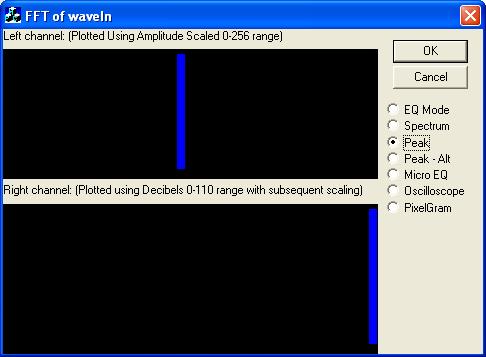 FFT of waveIn
Left channel: (Plotted Using Amplitude Scaled 0-256 range)
OK
Cancel
EQ Mode
Spectrum
Peak
Peak - Alt
Micro EQ
Oscilloscope
PixelGram
Right channel: (Plotted using Decibels 0-110 range with subsequent scaling)